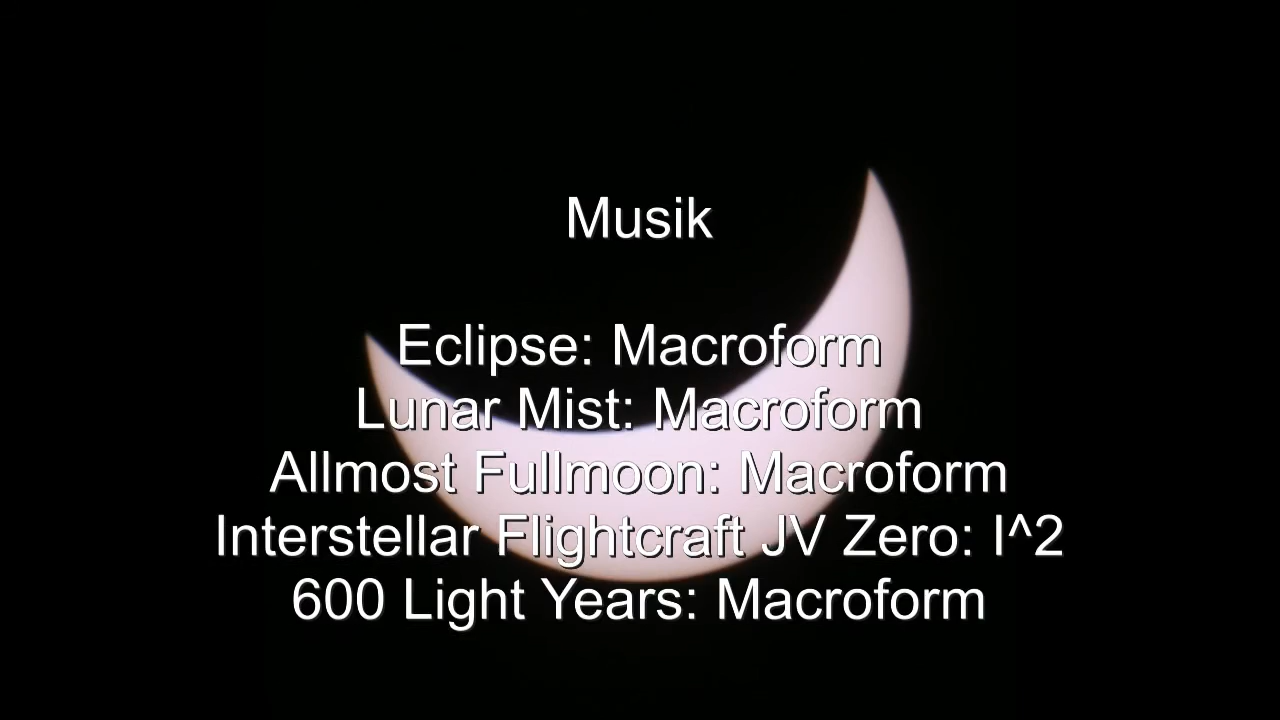 Musik
Eclipse: Macroform
Lunar Mist: Macroform
Allmost Fullmoon: Macroform
Interstellar Flightcraft JV Zero: I^2
600 Light Years: Macroform